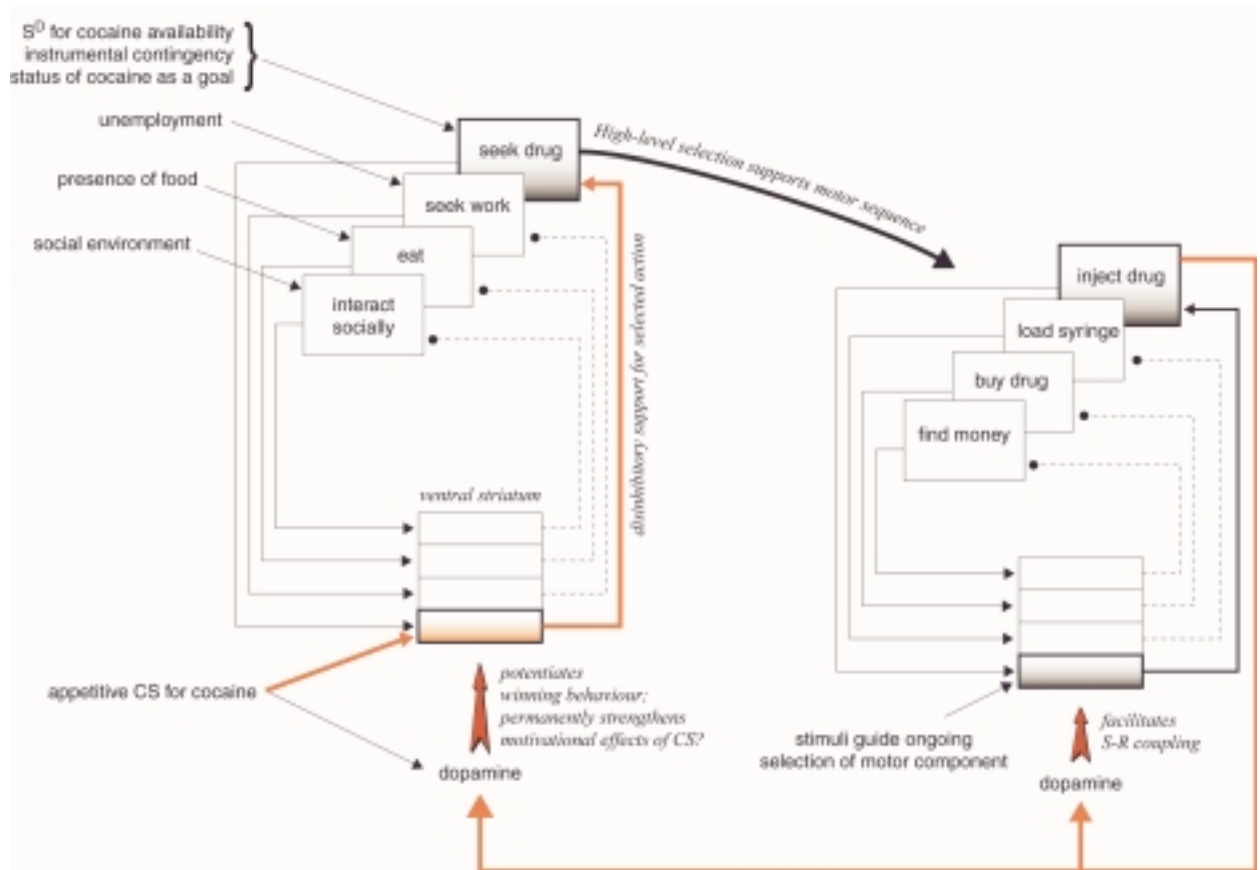 S^D for cocaine availability
instrumental contingency
status of cocaine as a goal
unemployment
presence of food
social environment
seek drug
seek work
eat
interact
socially
High-level selection supports motor sequence
disinhibitory support for selected action
ventral striatum
appetitive CS for cocaine
potentiates
winning behaviour;
permanently strengthens
motivational effects of CS?
dopamine
inject drug
load syringe
buy drug
find money
stimuli guide ongoing
selection of motor component
facilitates
S-R coupling
dopamine